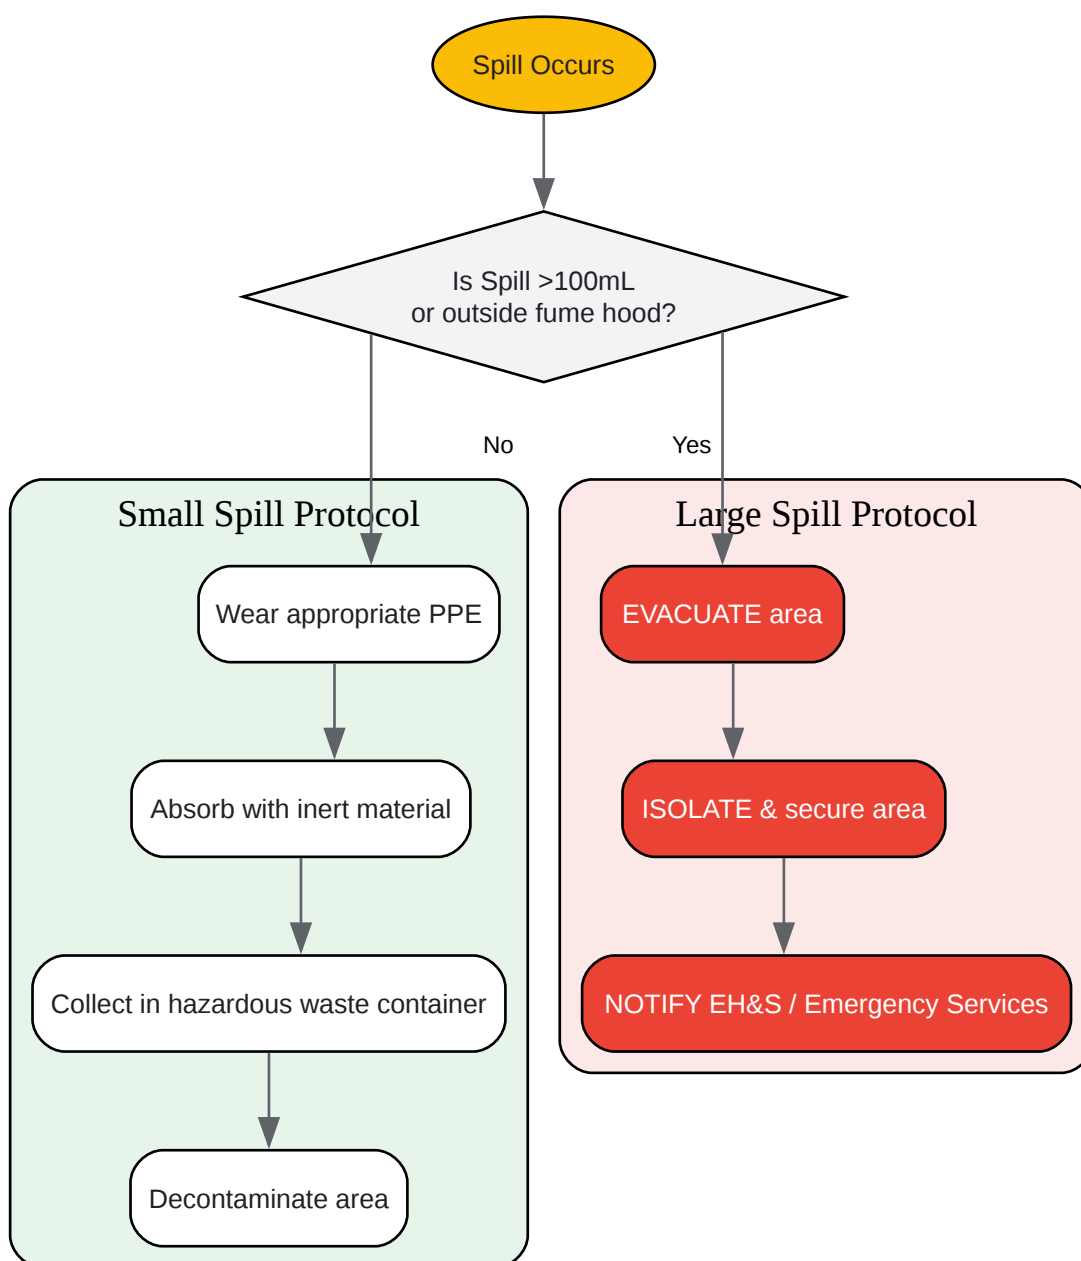 Spill Occurs
Is Spill >100mL
or outside fume hood?
No
Yes
Small Spill Protocol
Wear appropriate PPE
Absorb with inert material
Collect in hazardous waste container
Decontaminate area
Large Spill Protocol
EVACUATE area
ISOLATE & secure area
NOTIFY EH&S / Emergency Services